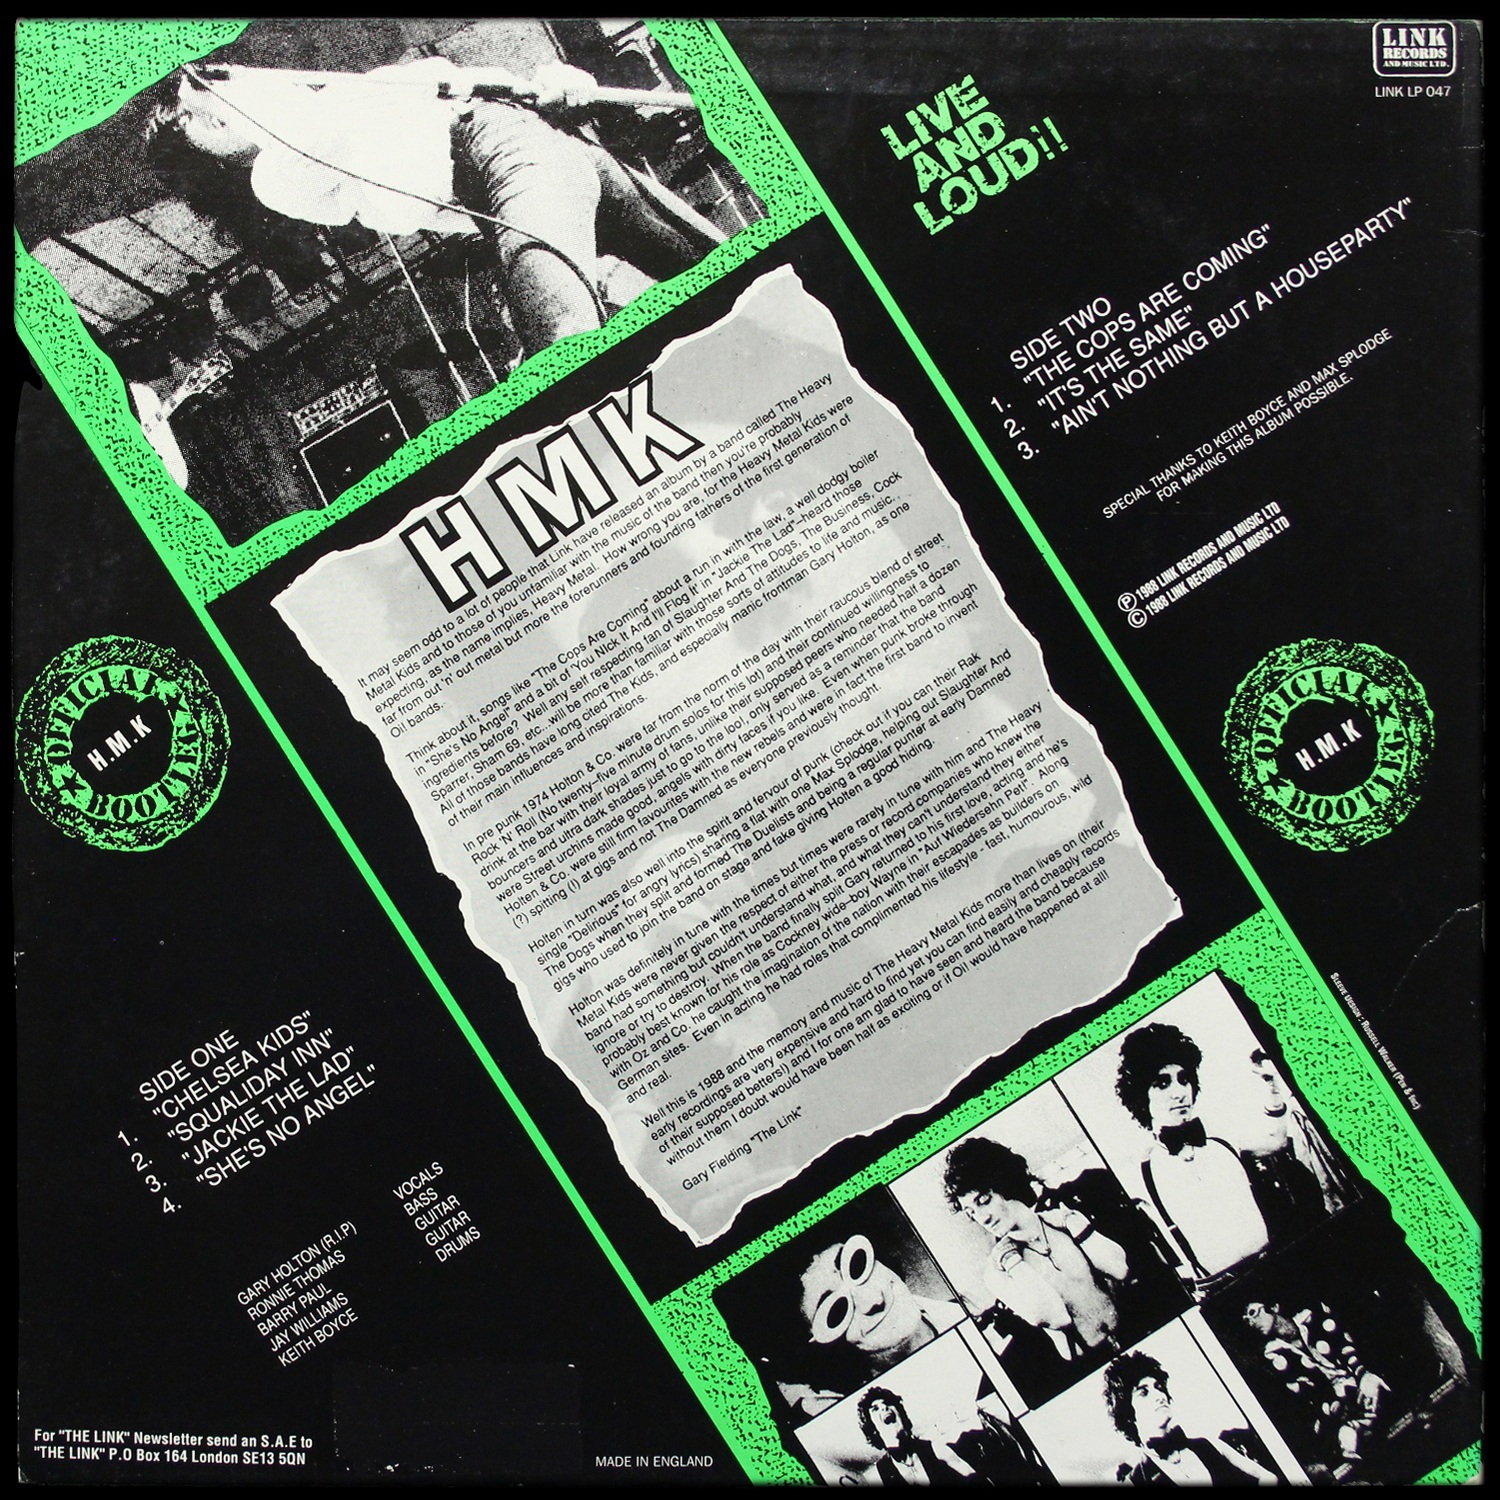 LINK
RECORDS
AND MUSIC LTD.
LINK LP 047
LIVE
AND
LOUD!!
SIDE TWO
1. "THE COPS ARE COMING"
2. "IT'S THE SAME"
3. "AIN'T NOTHING BUT A HOUSEPARTY"
SPECIAL THANKS TO KEITH BOYCE AND MAX SPLODGE
FOR MAKING THIS ALBUM POSSIBLE.
Ⓟ 1988 LINK RECORDS AND MUSIC LTD
© 1988 LINK RECORDS AND MUSIC LTD
HMK
It may seem odd to a lot of people that Link have released an album by a band called The Heavy
Metal Kids and to those of you unfamiliar with the music of the band then you're probably
expecting, as the name implies, Heavy Metal. How wrong you are, for the Heavy Metal Kids were
far from out 'n' out metal but more the forerunners and founding fathers of the first generation of
Oi! bands.
Think about it, songs like "The Cops Are Coming" about a run in with the law, a well dodgy boiler
in "She's No Angel" and a bit of 'You Nick It And I'll Flog It' in "Jackie The Lad"–heard those
ingredients before? Well any self respecting fan of Slaughter And The Dogs, The Business, Cock
Sparrer, Sham 69, etc..will be more than familiar with those sorts of attitudes to life and music.
All of those bands have long cited The Kids, and especially manic frontman Gary Holton, as one
of their main influences and inspirations.
In pre punk 1974 Holton & Co. were far from the norm of the day with their raucous blend of street
Rock 'N' Roll (No twenty–five minute drum solos for this lot) and their continued willingness to
drink at the bar with their loyal army of fans, unlike their supposed peers who needed half a dozen
bouncers and ultra dark shades just to go to the loo!, only served as a reminder that the band
were Street urchins made good, angels with dirty faces if you like. Even when punk broke through
Holten & Co. were still firm favourites with the new rebels and were in fact the first band to invent
(?) spitting (!) at gigs and not The Damned as everyone previously thought.
Holten in turn was also well into the spirit and fervour of punk (check out if you can their Rak
single "Delirious" for angry lyrics) sharing a flat with one Max Splodge, helping out Slaughter And
The Dogs when they split and formed The Duelists and being a regular punter at early Damned
gigs who used to join the band on stage and fake giving Holten a good hiding.
Holton was definitely in tune with the times but times were rarely in tune with him and The Heavy
Metal Kids were never given the respect of either the press or record companies who knew the
band had something but couldn't understand what, and what they can't understand they either
ignore or try to destroy. When the band finally split Gary returned to his first love, acting and he's
probably best known for his role as Cockney wide–boy Wayne in "Auf Wiedersehn Pet!". Along
with Oz and Co. he caught the imagination of the nation with their escapades as builders on
German sites. Even in acting he had roles that complimented his lifestyle - fast, humourous, wild
and real.
Well this is 1988 and the memory and music of The Heavy Metal Kids more than lives on (their
early recordings are very expensive and hard to find yet you can find easily and cheaply records
of their supposed betters!) and I for one am glad to have seen and heard the band because
without them I doubt would have been half as exciting or if Oi! would have happened at all!
Gary Fielding "The Link"
OFFICIAL
H.M.K
BOOTLEG
OFFICIAL
H.M.K
BOOTLEG
SIDE ONE
1. "CHELSEA KIDS"
2. "SQUALIDAY INN"
3. "JACKIE THE LAD"
4. "SHE'S NO ANGEL"
GARY HOLTON (R.I.P) VOCALS
RONNIE THOMAS BASS
BARRY PAUL GUITAR
JAY WILLIAMS GUITAR
KEITH BOYCE DRUMS
Sleeve Design : Russell Walker (Pen & Ink)
For "THE LINK" Newsletter send an S.A.E to
"THE LINK" P.O Box 164 London SE13 5QN
MADE IN ENGLAND